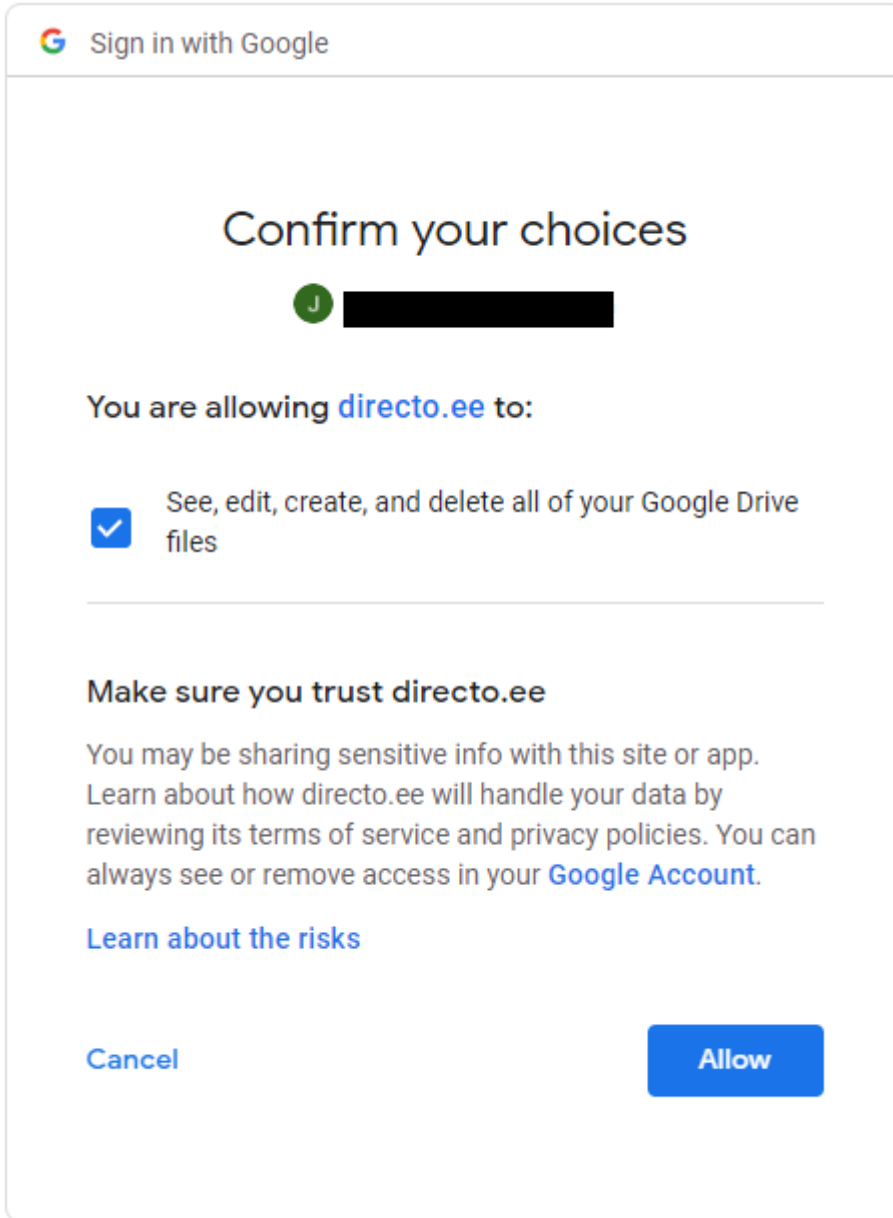 Sign in with Google
Confirm your choices
J
You are allowing directo.ee to:
See, edit, create, and delete all of your Google Drive
files
Make sure you trust directo.ee
You may be sharing sensitive info with this site or app.
Learn about how directo.ee will handle your data by
reviewing its terms of service and privacy policies. You can
always see or remove access in your Google Account.
Learn about the risks
Cancel
Allow